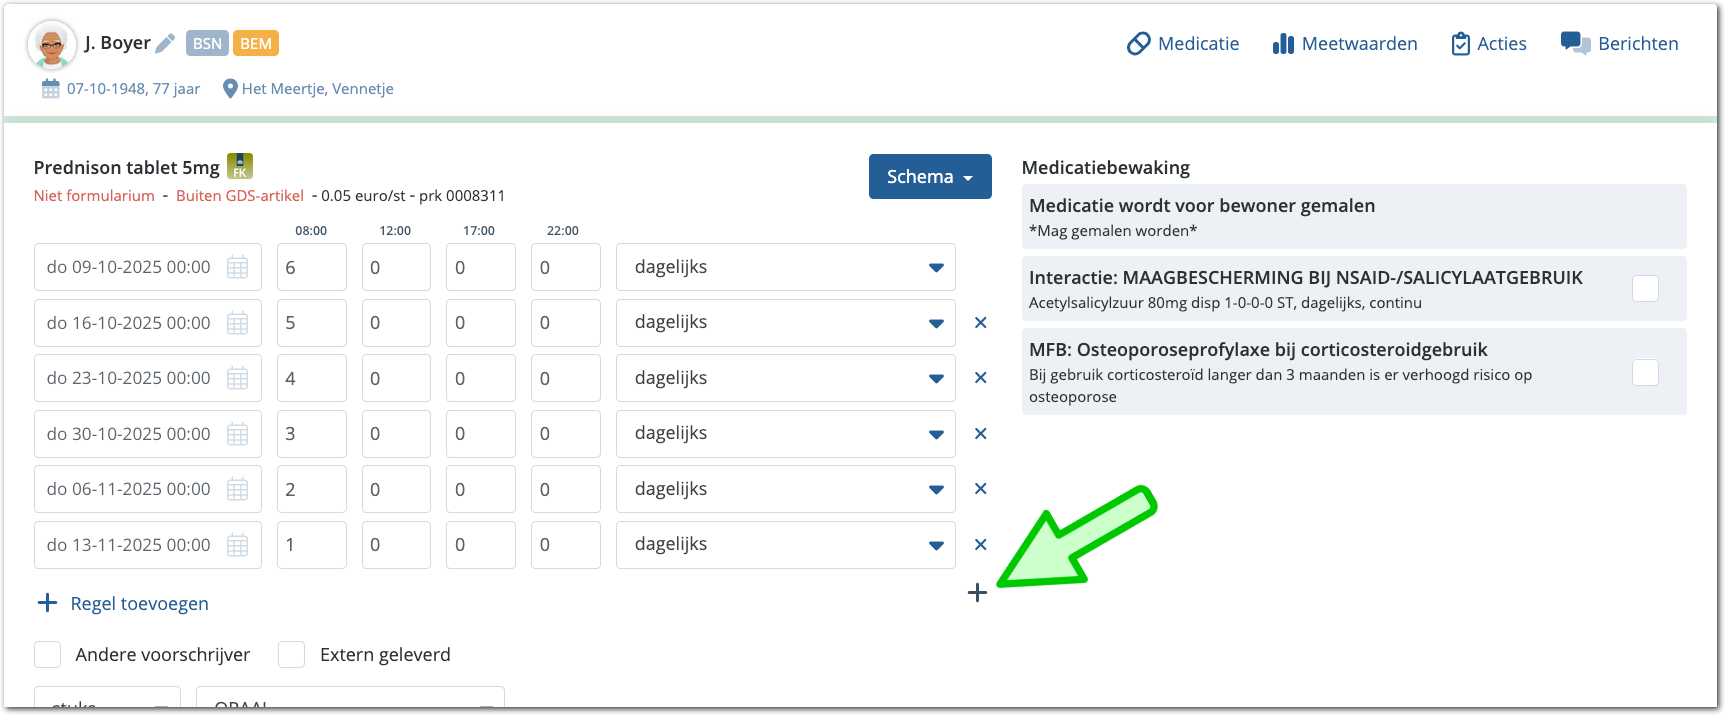 J. Boyer BSN BEM
Medicatie Meetwaarden Acties Berichten
07-10-1948, 77 jaar Het Meertje, Vennetje
Prednison tablet 5mg FK
Niet formularium - Buiten GDS-artikel - 0.05 euro/st - prk 0008311
Schema
08:00 12:00 17:00 22:00
do 09-10-2025 00:00 6 0 0 0 dagelijks
do 16-10-2025 00:00 5 0 0 0 dagelijks
do 23-10-2025 00:00 4 0 0 0 dagelijks
do 30-10-2025 00:00 3 0 0 0 dagelijks
do 06-11-2025 00:00 2 0 0 0 dagelijks
do 13-11-2025 00:00 1 0 0 0 dagelijks
Regel toevoegen
Andere voorschrijver Extern geleverd
stuks ORAAL
Medicatiebewaking
Medicatie wordt voor bewoner gemalen
*Mag gemalen worden*
Interactie: MAAGBESCHERMING BIJ NSAID-/SALICYLAATGEBRUIK
Acetylsalicylzuur 80mg disp 1-0-0-0 ST, dagelijks, continu
MFB: Osteoporoseprofylaxe bij corticosteroidgebruik
Bij gebruik corticosteroïd langer dan 3 maanden is er verhoogd risico op
osteoporose